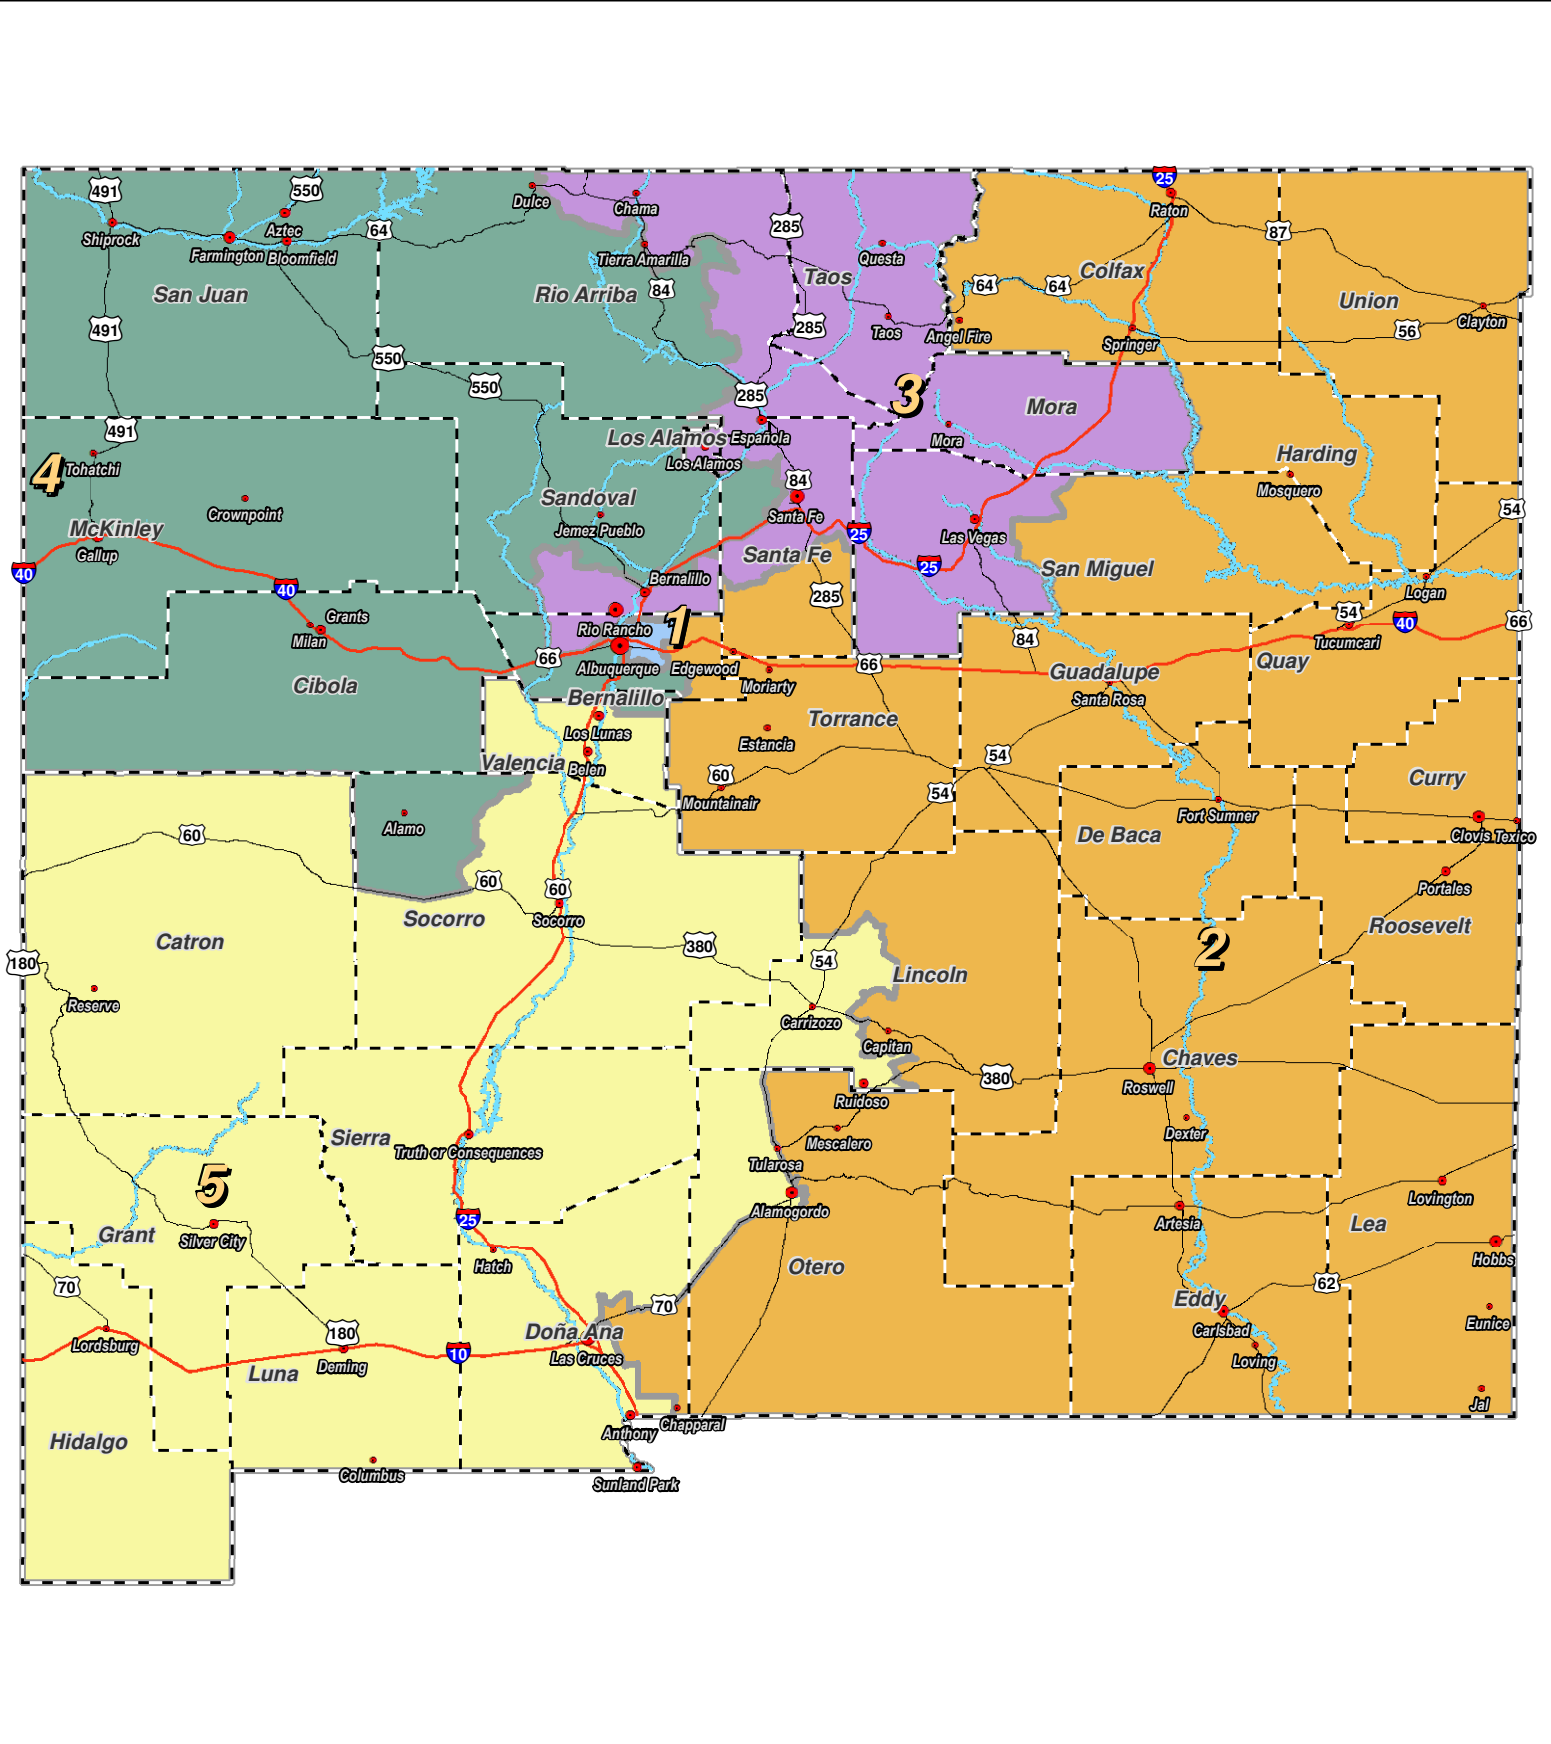 25
491
550
Dulce
Chama
Raton
Shiprock
Aztec
64
285
87
Farmington
Bloomfield
Tierra Amarilla
Questa
San Juan
Rio Arriba
84
Taos
64
64
Colfax
Union
491
285
Taos
Angel Fire
Springer
56
Clayton
550
550
285
3
Mora
491
Los Alamos
Española
Mora
4
Tohatchi
Los Alamos
Harding
Crownpoint
Sandoval
84
Mosquero
McKinley
Jemez Pueblo
Santa Fe
Las Vegas
54
Gallup
Santa Fe
25
25
San Miguel
40
40
Bernalillo
285
Logan
Grants
Milan
Rio Rancho
1
84
54
40
66
Tucumcari
66
Albuquerque
Edgewood
66
Quay
Cibola
Bernalillo
Moriarty
Guadalupe
Santa Rosa
Los Lunas
Torrance
Estancia
Valencia
Belen
60
54
Curry
Mountainair
54
Alamo
Fort Sumner
60
De Baca
Clovis
Texico
60
60
Portales
Socorro
Socorro
Catron
380
Roosevelt
180
54
Lincoln
2
Reserve
Carrizozo
Capitan
Chaves
380
Roswell
Ruidoso
Sierra
Truth or Consequences
Mescalero
Dexter
5
Tularosa
Lovington
Grant
Silver City
25
Alamogordo
Artesia
Lea
Hatch
Otero
Hobbs
70
70
62
Eddy
Lordsburg
180
Doña Ana
Carlsbad
Eunice
Deming
10
Las Cruces
Loving
Luna
Jal
Hidalgo
Anthony
Chapparal
Columbus
Sunland Park